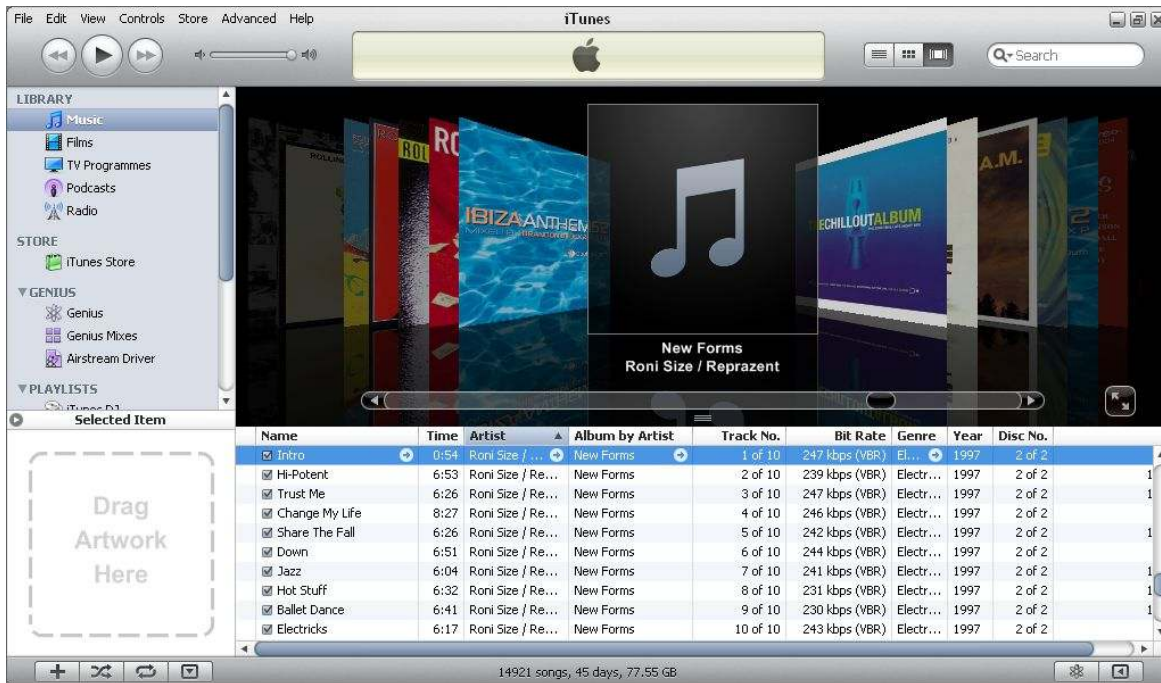 File Edit View Controls Store Advanced Help
iTunes
Search
LIBRARY
Music
Films
TV Programmes
Podcasts
Radio
STORE
iTunes Store
GENIUS
Genius
Genius Mixes
Airstream Driver
PLAYLISTS
iTunes DJ
Selected Item
Drag
Artwork
Here
ROLLING
ROLL
RO
IBIZA ANTHEMS
THE CHILLOUT ALBUM
A.M.
New Forms
Roni Size / Reprazent
Name Time Artist Album by Artist Track No. Bit Rate Genre Year Disc No.
Intro 0:54 Roni Size / ... New Forms 1 of 10 247 kbps (VBR) El... 1997 2 of 2
Hi-Potent 6:53 Roni Size / Re... New Forms 2 of 10 239 kbps (VBR) Electr... 1997 2 of 2 1
Trust Me 6:26 Roni Size / Re... New Forms 3 of 10 247 kbps (VBR) Electr... 1997 2 of 2 1
Change My Life 8:27 Roni Size / Re... New Forms 4 of 10 246 kbps (VBR) Electr... 1997 2 of 2
Share The Fall 6:26 Roni Size / Re... New Forms 5 of 10 242 kbps (VBR) Electr... 1997 2 of 2 1
Down 6:51 Roni Size / Re... New Forms 6 of 10 244 kbps (VBR) Electr... 1997 2 of 2
Jazz 6:04 Roni Size / Re... New Forms 7 of 10 241 kbps (VBR) Electr... 1997 2 of 2 1
Hot Stuff 6:32 Roni Size / Re... New Forms 8 of 10 231 kbps (VBR) Electr... 1997 2 of 2 1
Ballet Dance 6:41 Roni Size / Re... New Forms 9 of 10 230 kbps (VBR) Electr... 1997 2 of 2 1
Electricks 6:17 Roni Size / Re... New Forms 10 of 10 243 kbps (VBR) Electr... 1997 2 of 2
14921 songs, 45 days, 77.55 GB